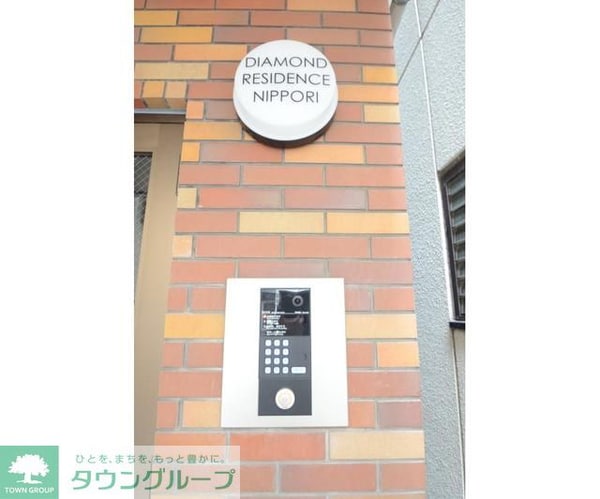 DIAMOND
RESIDENCE
NIPPORI
ひとを、まちを、もっと豊かに。
TOWN GROUP
タウングループ